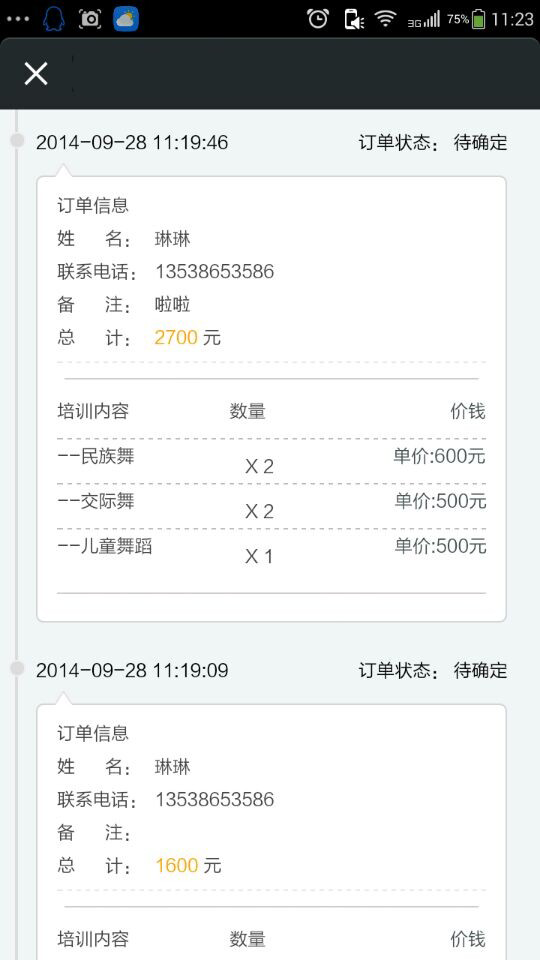 3G 75% 11:23
2014-09-28 11:19:46 订单状态： 待确定
订单信息
姓 名： 琳琳
联系电话： 13538653586
备 注： 啦啦
总 计： 2700 元
培训内容 数量 价钱
--民族舞 X 2 单价:600元
--交际舞 X 2 单价:500元
--儿童舞蹈 X 1 单价:500元
2014-09-28 11:19:09 订单状态： 待确定
订单信息
姓 名： 琳琳
联系电话： 13538653586
备 注：
总 计： 1600 元
培训内容 数量 价钱